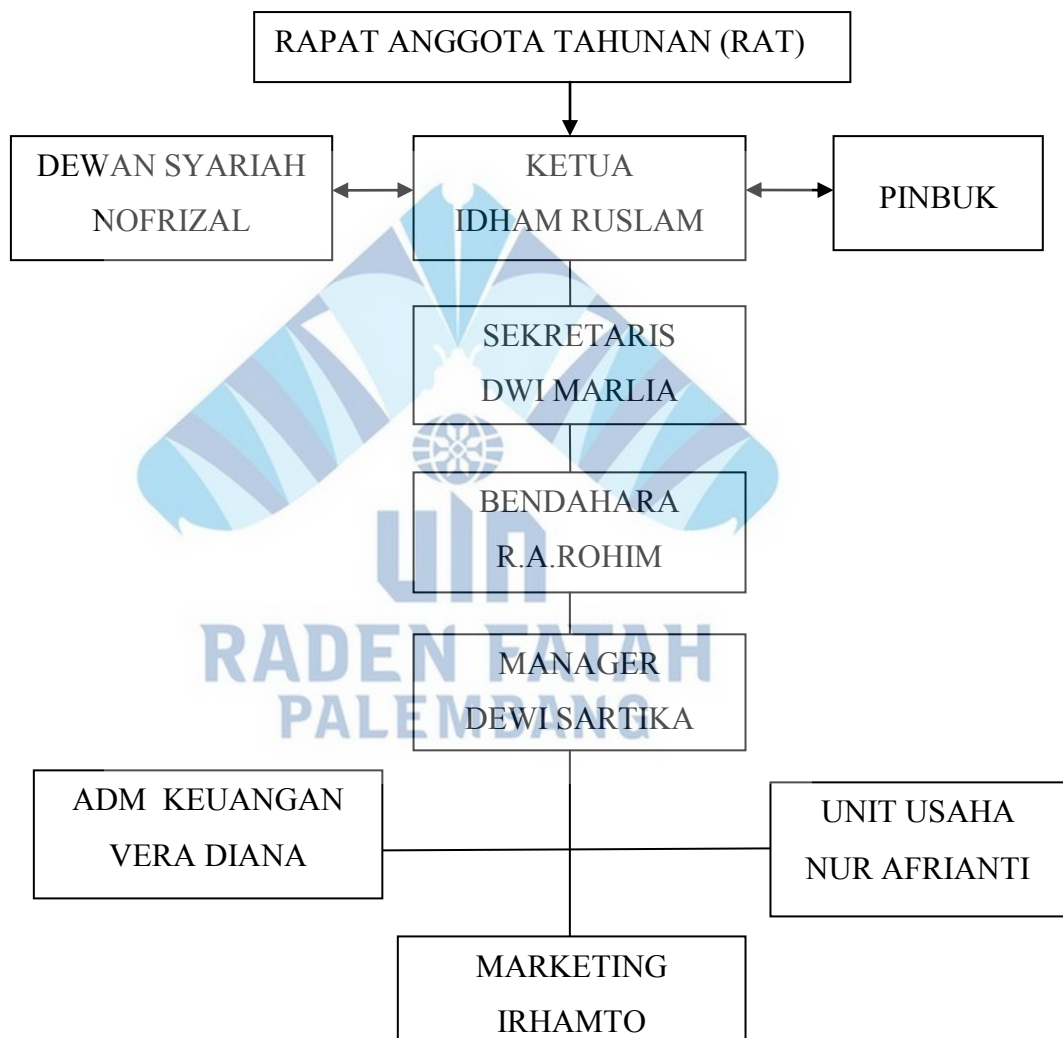 RAPAT ANGGOTA TAHUNAN (RAT)
DEWAN SYARIAH
NOFRIZAL
KETUA
IDHAM RUSLAM
PINBUK
SEKRETARIS
DWI MARLIA
BENDAHARA
R.A.ROHIM
uin
RADEN FATAH
PALEMBANG
MANAGER
DEWI SARTIKA
ADM KEUANGAN
VERA DIANA
UNIT USAHA
NUR AFRIANTI
MARKETING
IRHAMTO